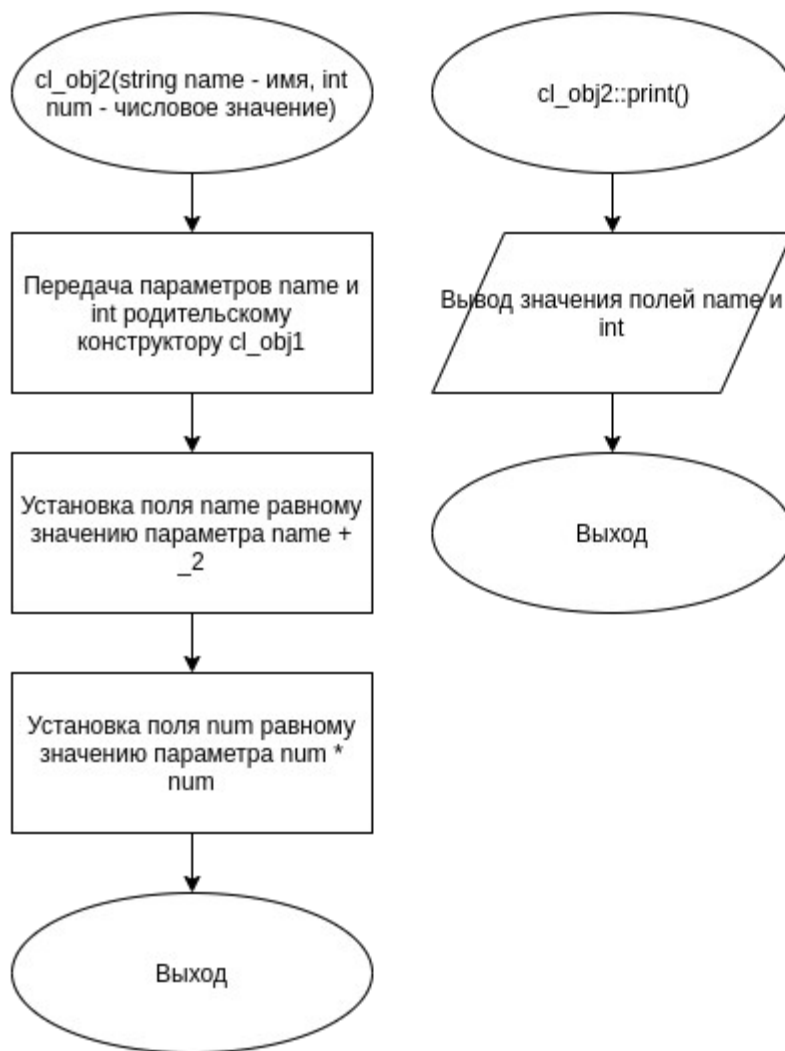 cl_obj2(string name - имя, int
num - числовое значение)
Передача параметров name и
int родительскому
конструктору cl_obj1
Установка поля name равному
значению параметра name +
_2
Установка поля num равному
значению параметра num *
num
Выход
cl_obj2::print()
Вывод значения полей name и
int
Выход